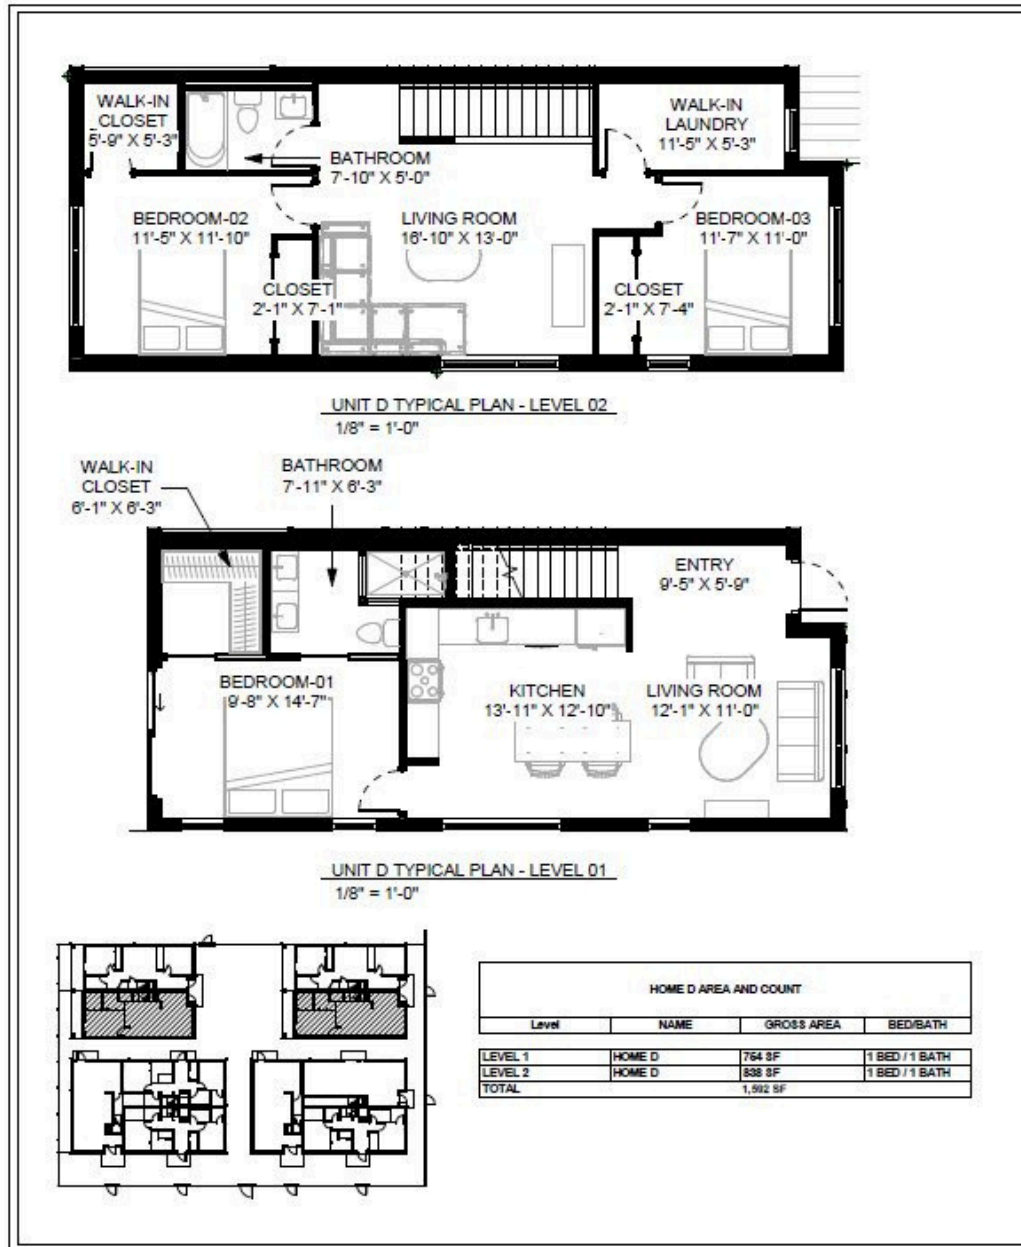 WALK-IN
CLOSET
5'-9" X 5'-3"
BATHROOM
7'-10" X 5'-0"
WALK-IN
LAUNDRY
11'-5" X 5'-3"
BEDROOM-02
11'-5" X 11'-10"
LIVING ROOM
16'-10" X 13'-0"
BEDROOM-03
11'-7" X 11'-0"
CLOSET
2'-1" X 7'-1"
CLOSET
2'-1" X 7'-4"
UNIT D TYPICAL PLAN - LEVEL 02
1/8" = 1'-0"
WALK-IN
CLOSET
6'-1" X 6'-3"
BATHROOM
7'-11" X 6'-3"
ENTRY
9'-5" X 5'-9"
BEDROOM-01
9'-8" X 14'-7"
KITCHEN
13'-11" X 12'-10"
LIVING ROOM
12'-1" X 11'-0"
UNIT D TYPICAL PLAN - LEVEL 01
1/8" = 1'-0"
HOME D AREA AND COUNT
Level NAME GROSS AREA BED/BATH
LEVEL 1 HOME D 754 SF 1 BED / 1 BATH
LEVEL 2 HOME D 838 SF 1 BED / 1 BATH
TOTAL 1,592 SF